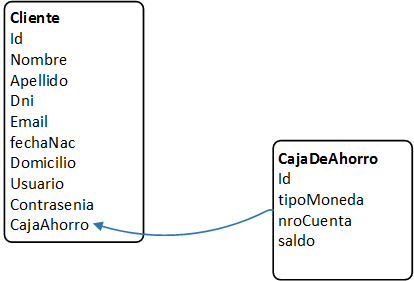 Cliente
Id
Nombre
Apellido
Dni
Email
fechaNac
Domicilio
Usuario
Contrasenia
CajaAhorro
CajaDeAhorro
Id
tipoMoneda
nroCuenta
saldo